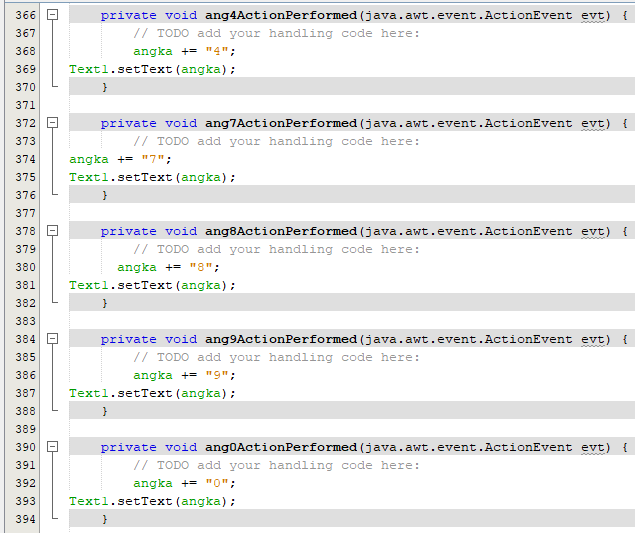 366 private void ang4ActionPerformed(java.awt.event.ActionEvent evt) {
367 // TODO add your handling code here:
368 angka += "4";
369 Text1.setText(angka);
370 }
371
372 private void ang7ActionPerformed(java.awt.event.ActionEvent evt) {
373 // TODO add your handling code here:
374 angka += "7";
375 Text1.setText(angka);
376 }
377
378 private void ang8ActionPerformed(java.awt.event.ActionEvent evt) {
379 // TODO add your handling code here:
380 angka += "8";
381 Text1.setText(angka);
382 }
383
384 private void ang9ActionPerformed(java.awt.event.ActionEvent evt) {
385 // TODO add your handling code here:
386 angka += "9";
387 Text1.setText(angka);
388 }
389
390 private void ang0ActionPerformed(java.awt.event.ActionEvent evt) {
391 // TODO add your handling code here:
392 angka += "0";
393 Text1.setText(angka);
394 }